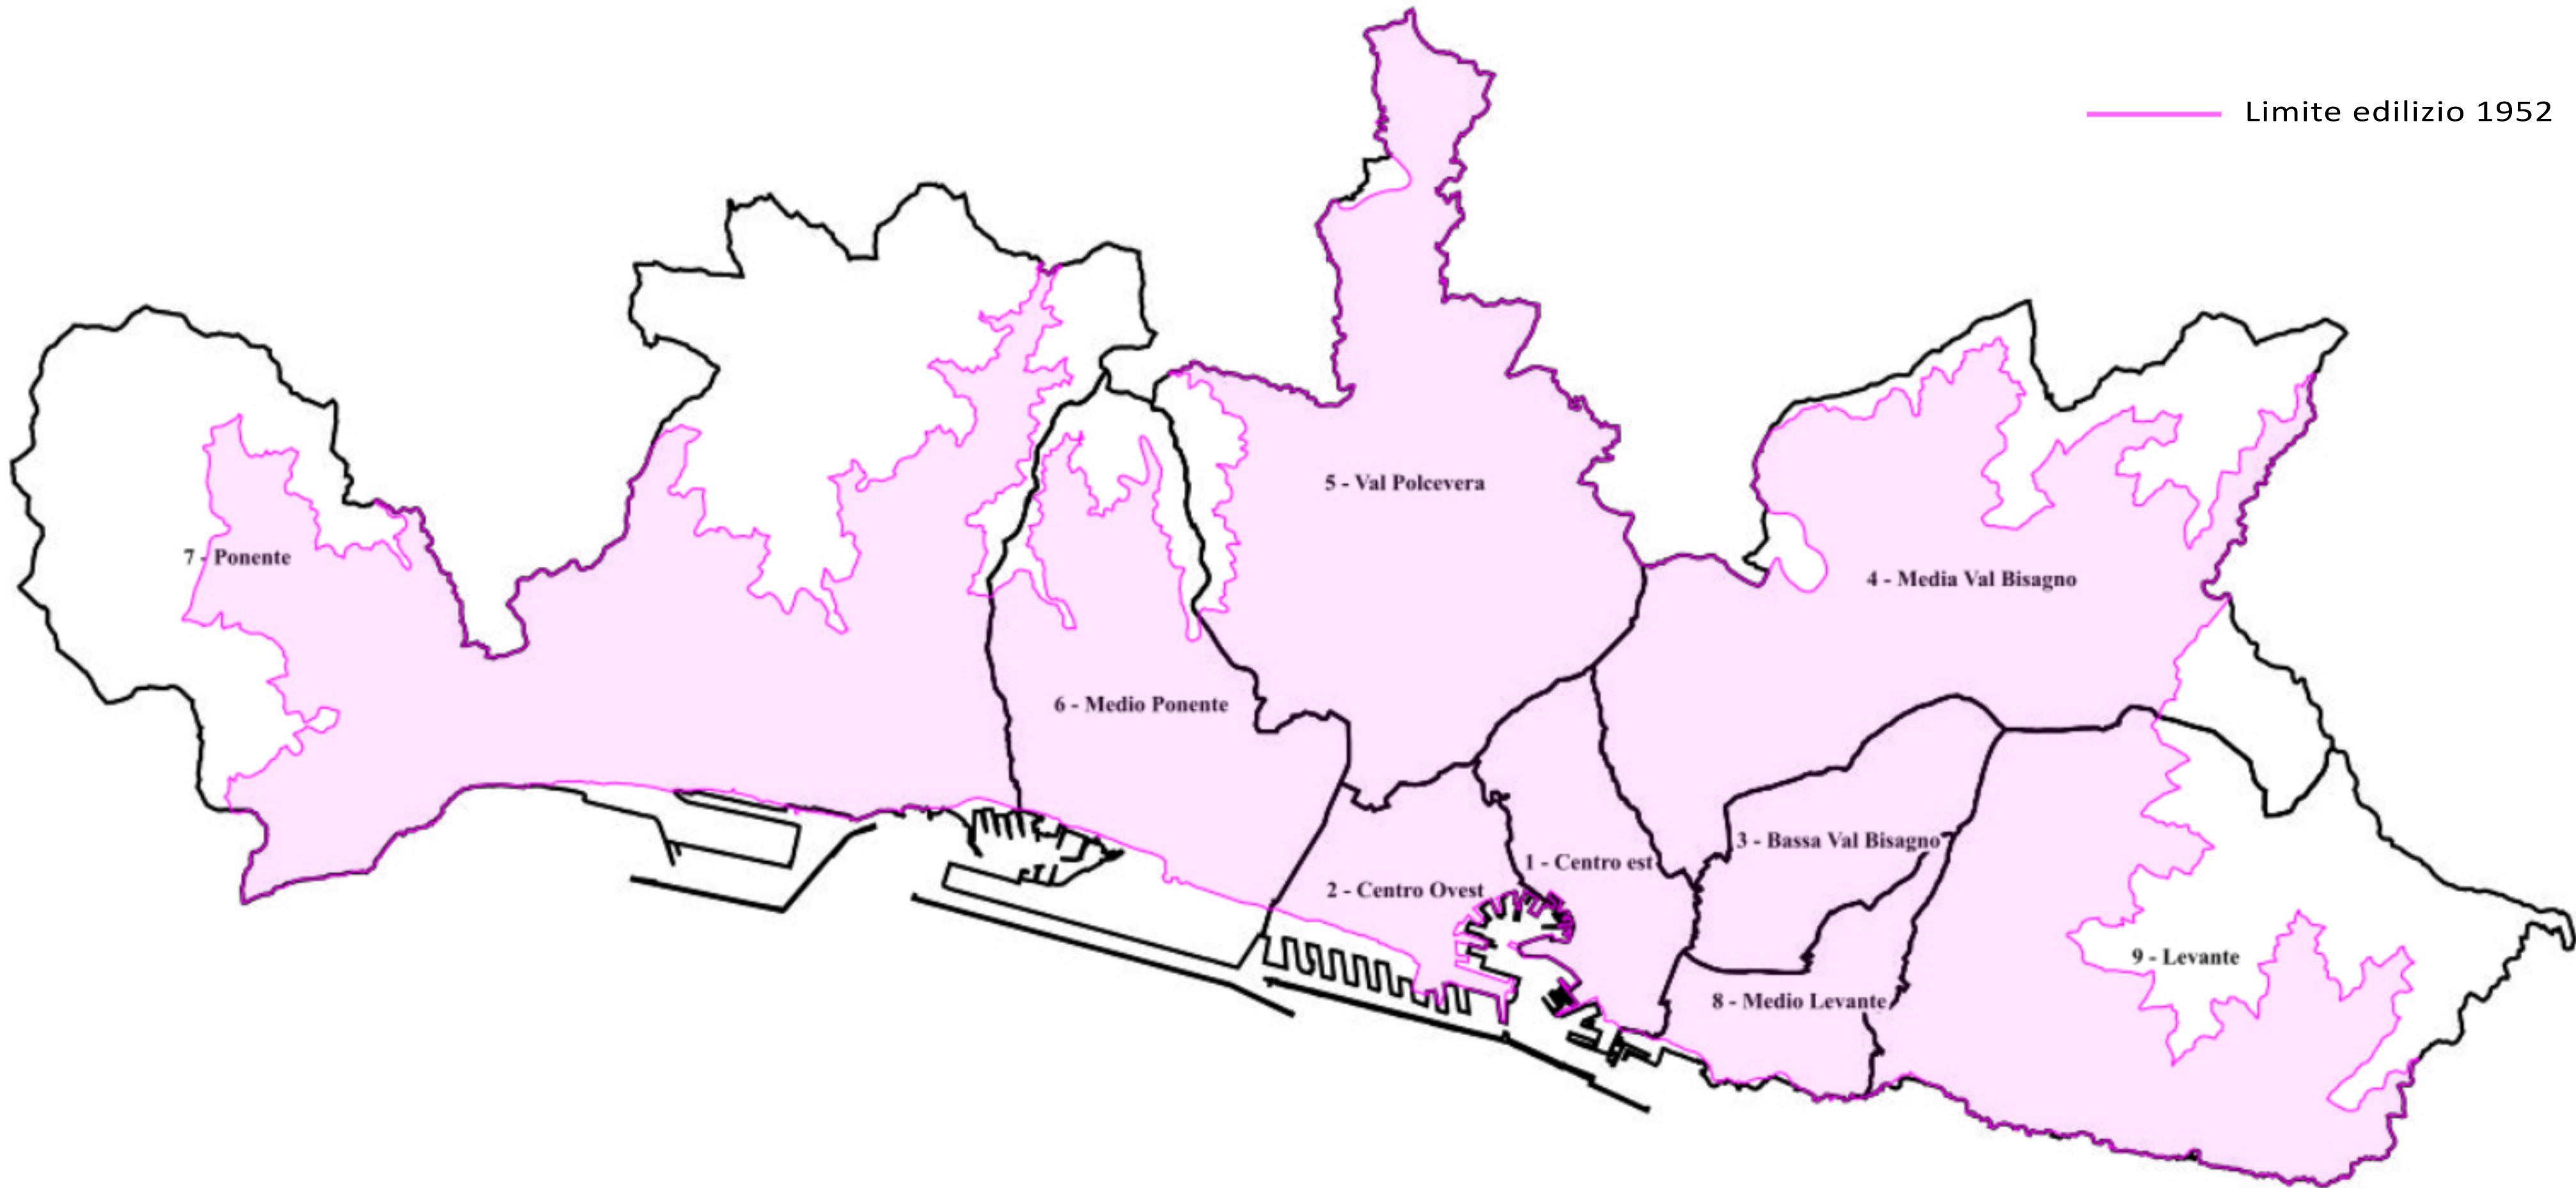 Limite edilizio 1952
5 - Val Polcevera
7 - Ponente
4 - Media Val Bisagno
6 - Medio Ponente
3 - Bassa Val Bisagno
1 - Centro est
2 - Centro Ovest
9 - Levante
8 - Medio Levante